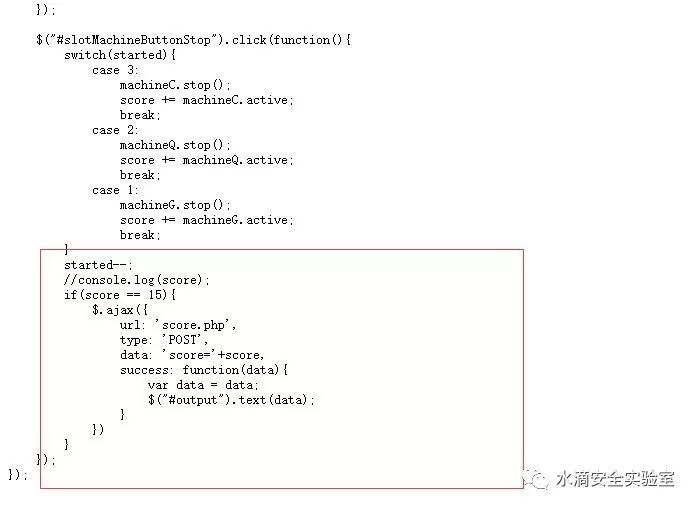 });
$("#slotMachineButtonStop").click(function(){
switch(started){
case 3:
machineC.stop();
score += machineC.active;
break;
case 2:
machineQ.stop();
score += machineQ.active;
break;
case 1:
machineG.stop();
score += machineG.active;
break;
}
started--;
//console.log(score);
if(score == 15){
$.ajax({
url: 'score.php',
type: 'POST',
data: 'score='+score,
success: function(data){
var data = data;
$("#output").text(data);
}
})
}
});
});
水滴安全实验室